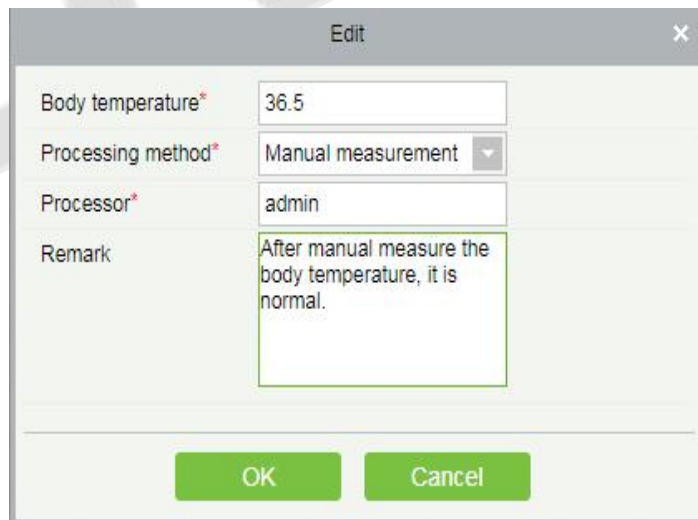 Edit ×
Body temperature* 36.5
Processing method* Manual measurement
Processor* admin
Remark After manual measure the
body temperature, it is
normal.
OK Cancel